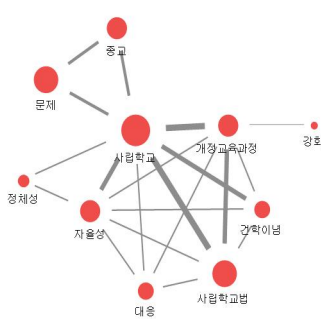 종교
문제
사립학교
개정교육과정
강호
정체성
자율성
건학이념
사립학교법
대응